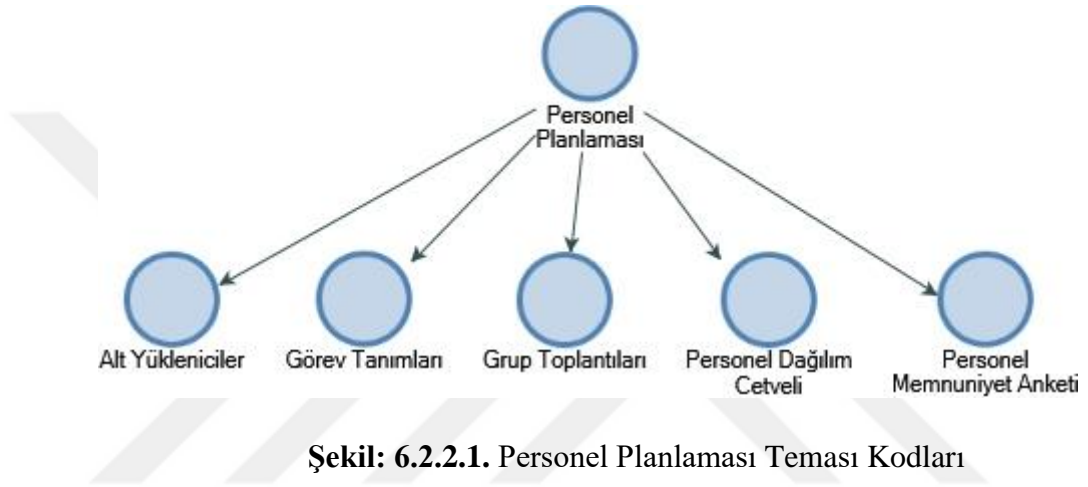 Personel
Planlaması
Alt Yükleniciler
Görev Tanımları
Grup Toplantıları
Personel Dağılım
Cetveli
Personel
Memnuniyet Anketi
Şekil: 6.2.2.1. Personel Planlaması Teması Kodları